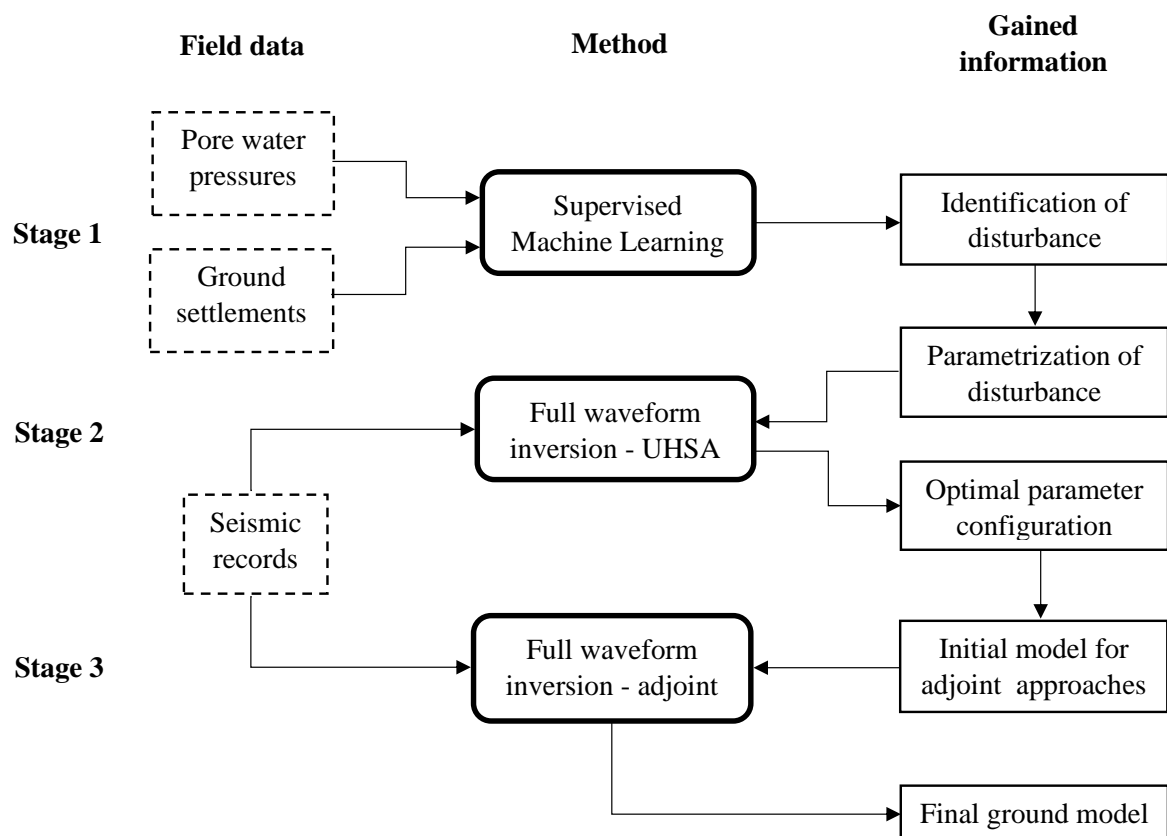 Field data
Method
Gained
information
Stage 1
Pore water
pressures
Ground
settlements
Supervised
Machine Learning
Identification of
disturbance
Parametrization of
disturbance
Stage 2
Full waveform
inversion - UHSA
Optimal parameter
configuration
Seismic
records
Stage 3
Full waveform
inversion - adjoint
Initial model for
adjoint approaches
Final ground model